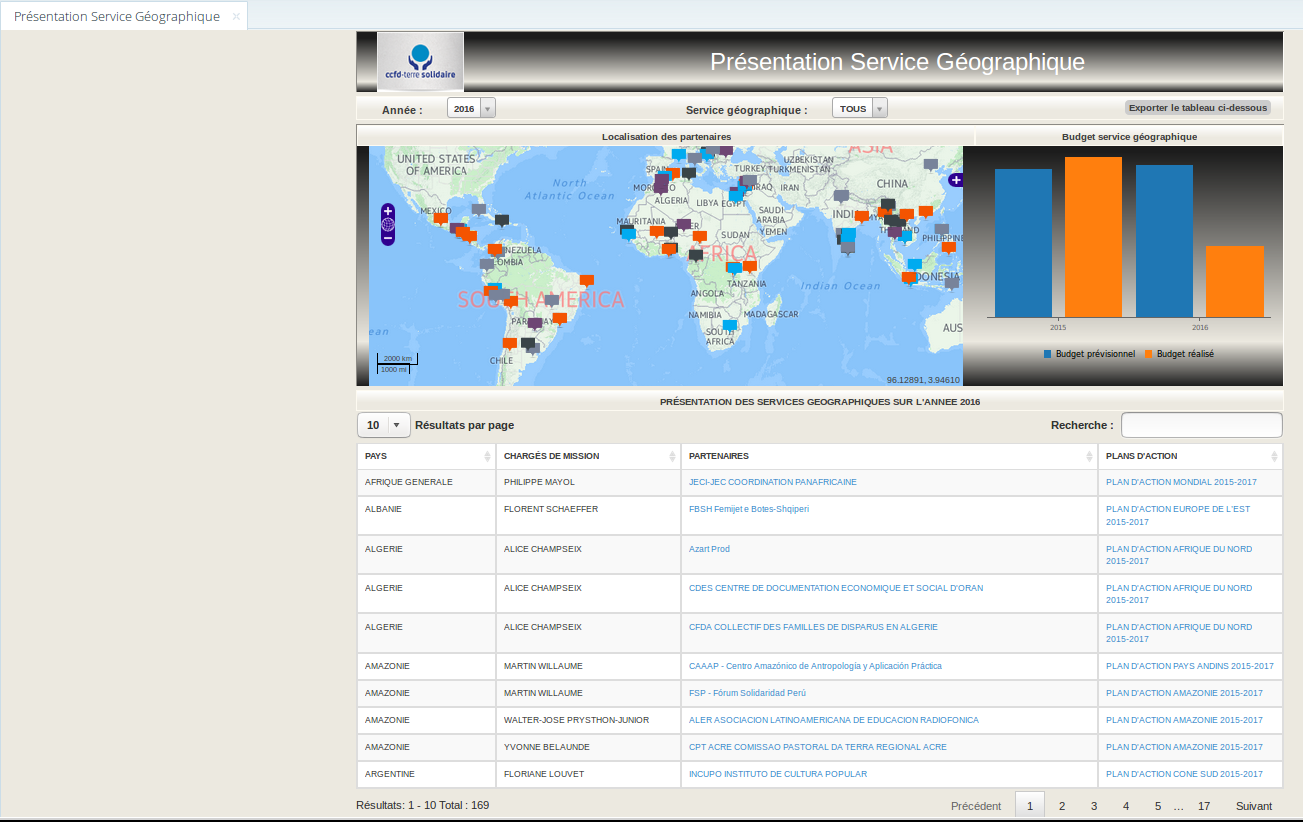 Présentation Service Géographique ×
ccfd-terre solidaire
Présentation Service Géographique
Année : 2016 Service géographique : TOUS Exporter le tableau ci-dessous
Localisation des partenaires Budget service géographique
UNITED STATES
OF AMERICA
MEXICO
North
Atlantic Ocean
SOUTH AMERICA
CHILE
ean
2000 km
1000 mi
TURKEY
UZBEKISTAN
TURKMENISTAN
ASIA
ALGERIA
LIBYA
EGYPT
IRAQ
IRAN
SAUDI
ARABIA
MAURITANIA
SUDAN
YEMEN
AFRICA
TANZANIA
ANGOLA
NAMIBIA
MADAGASCAR
SOUTH
AFRICA
Indian Ocean
CHINA
AUS
96.12891, 3.94610
2015 2016
Budget prévisionnel Budget réalisé
PRÉSENTATION DES SERVICES GEOGRAPHIQUES SUR L'ANNEE 2016
10 Résultats par page Recherche :
PAYS CHARGÉS DE MISSION PARTENAIRES PLANS D'ACTION
AFRIQUE GENERALE PHILIPPE MAYOL JECI-JEC COORDINATION PANAFRICAINE PLAN D'ACTION MONDIAL 2015-2017
ALBANIE FLORENT SCHAEFFER FBSH Femijet e Botes-Shqiperi PLAN D'ACTION EUROPE DE L'EST
2015-2017
ALGERIE ALICE CHAMPSEIX Azart Prod PLAN D'ACTION AFRIQUE DU NORD
2015-2017
ALGERIE ALICE CHAMPSEIX CDES CENTRE DE DOCUMENTATION ECONOMIQUE ET SOCIAL D'ORAN PLAN D'ACTION AFRIQUE DU NORD
2015-2017
ALGERIE ALICE CHAMPSEIX CFDA COLLECTIF DES FAMILLES DE DISPARUS EN ALGERIE PLAN D'ACTION AFRIQUE DU NORD
2015-2017
AMAZONIE MARTIN WILLAUME CAAAP - Centro Amazónico de Antropología y Aplicación Práctica PLAN D'ACTION PAYS ANDINS 2015-2017
AMAZONIE MARTIN WILLAUME FSP - Fórum Solidaridad Perú PLAN D'ACTION AMAZONIE 2015-2017
AMAZONIE WALTER-JOSE PRYSTHON-JUNIOR ALER ASOCIACION LATINOAMERICANA DE EDUCACION RADIOFONICA PLAN D'ACTION AMAZONIE 2015-2017
AMAZONIE YVONNE BELAUNDE CPT ACRE COMISSAO PASTORAL DA TERRA REGIONAL ACRE PLAN D'ACTION AMAZONIE 2015-2017
ARGENTINE FLORIANE LOUVET INCUPO INSTITUTO DE CULTURA POPULAR PLAN D'ACTION CONE SUD 2015-2017
Résultats: 1 - 10 Total : 169 Précédent 1 2 3 4 5 ... 17 Suivant